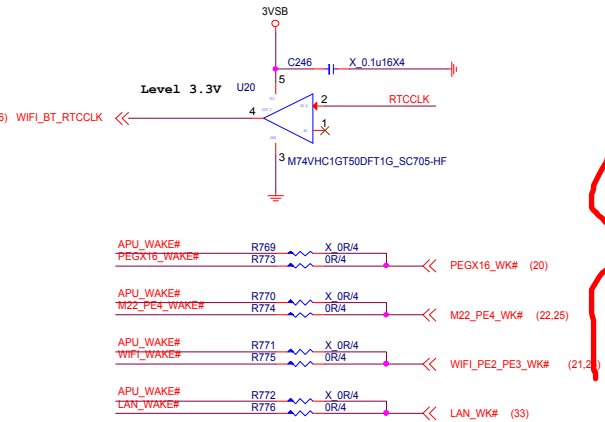 3VSB
C246 X_0.1u16X4
5
Level 3.3V U20
2 RTCCLK
4
6) WIFI_BT_RTCCLK
1
3 M74VHC1GT50DFT1G_SC705-HF
APU_WAKE# R769 X_0R/4
PEGX16_WAKE# R773 0R/4
PEGX16_WK# (20)
APU_WAKE# R770 X_0R/4
M22_PE4_WAKE# R774 0R/4
M22_PE4_WK# (22,25)
APU_WAKE# R771 X_0R/4
WIFI_WAKE# R775 0R/4
WIFI_PE2_PE3_WK# (21,2
APU_WAKE# R772 X_0R/4
LAN_WAKE# R776 0R/4
LAN_WK# (33)